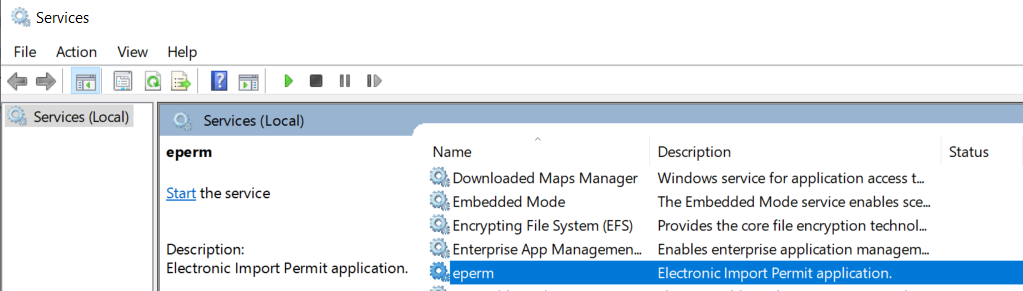 Services
File Action View Help
Services (Local)
Services (Local)
eperm
Start the service
Description:
Electronic Import Permit application.
Name Description Status
Downloaded Maps Manager Windows service for application access t...
Embedded Mode The Embedded Mode service enables sce...
Encrypting File System (EFS) Provides the core file encryption technol...
Enterprise App Managemen... Enables enterprise application managem...
eperm Electronic Import Permit application.